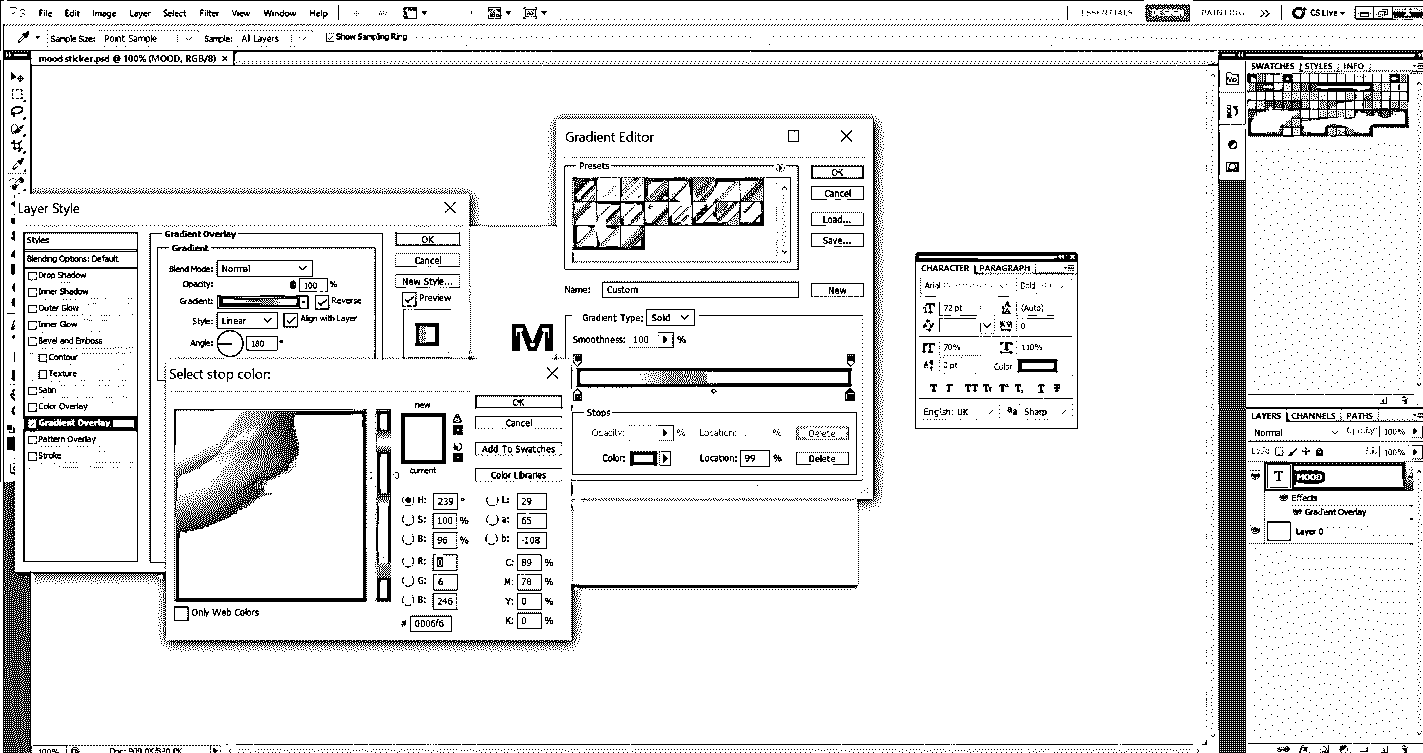 File Edit Image Layer Select Filter View Window Help
ESSENTIALS PAINTING CS Live
Sample Size: Point Sample Sample: All Layers Show Sampling Ring
mood sticker.psd @ 100% (MOOD, RGB/8) ×
SWATCHES STYLES INFO
Gradient Editor
Presets
OK
Cancel
Load...
Save...
Name: Custom New
Gradient Type: Solid
Smoothness: 100 %
Stops
Opacity: % Location: % Delete...
Color: Location: 99 % Delete
Layer Style
Styles
Blending Options: Default
Drop Shadow
Inner Shadow
Outer Glow
Inner Glow
Bevel and Emboss
Contour
Texture
Satin
Color Overlay
Gradient Overlay
Pattern Overlay
Stroke
Gradient Overlay
Gradient
Blend Mode: Normal
Opacity: 100 %
Gradient: Reverse
Style: Linear Align with Layer
Angle: 180 °
OK
Cancel
New Style...
Preview
M
Select stop color:
new
current
OK
Cancel
Add To Swatches
Color Libraries
H: 239 ° L: 29
S: 100 % a: 65
B: 96 % b: -108
R: 0 C: 89 %
G: 6 M: 78 %
B: 246 Y: 0 %
# 0006f6 K: 0 %
Only Web Colors
CHARACTER PARAGRAPH
Arial Bold
72 pt (Auto)
0
70% 110%
0 pt Color:
T T TT Tr T' T, T T
English: UK aa Sharp
LAYERS CHANNELS PATHS
Normal Opacity: 100%
Lock: Fill: 100%
T MOOD
Effects
Gradient Overlay
Layer 0
100%